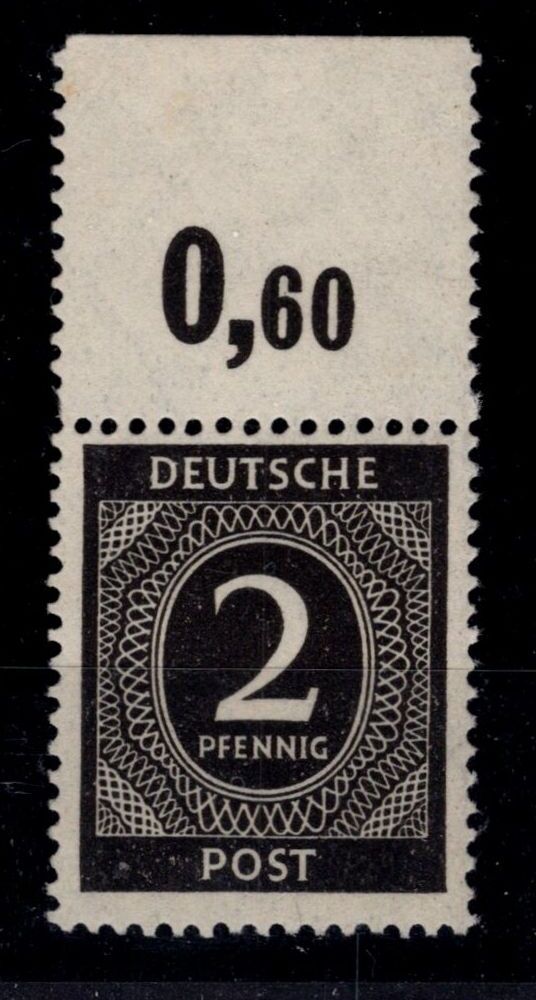 0,60
DEUTSCHE
2
PFENNIG
POST